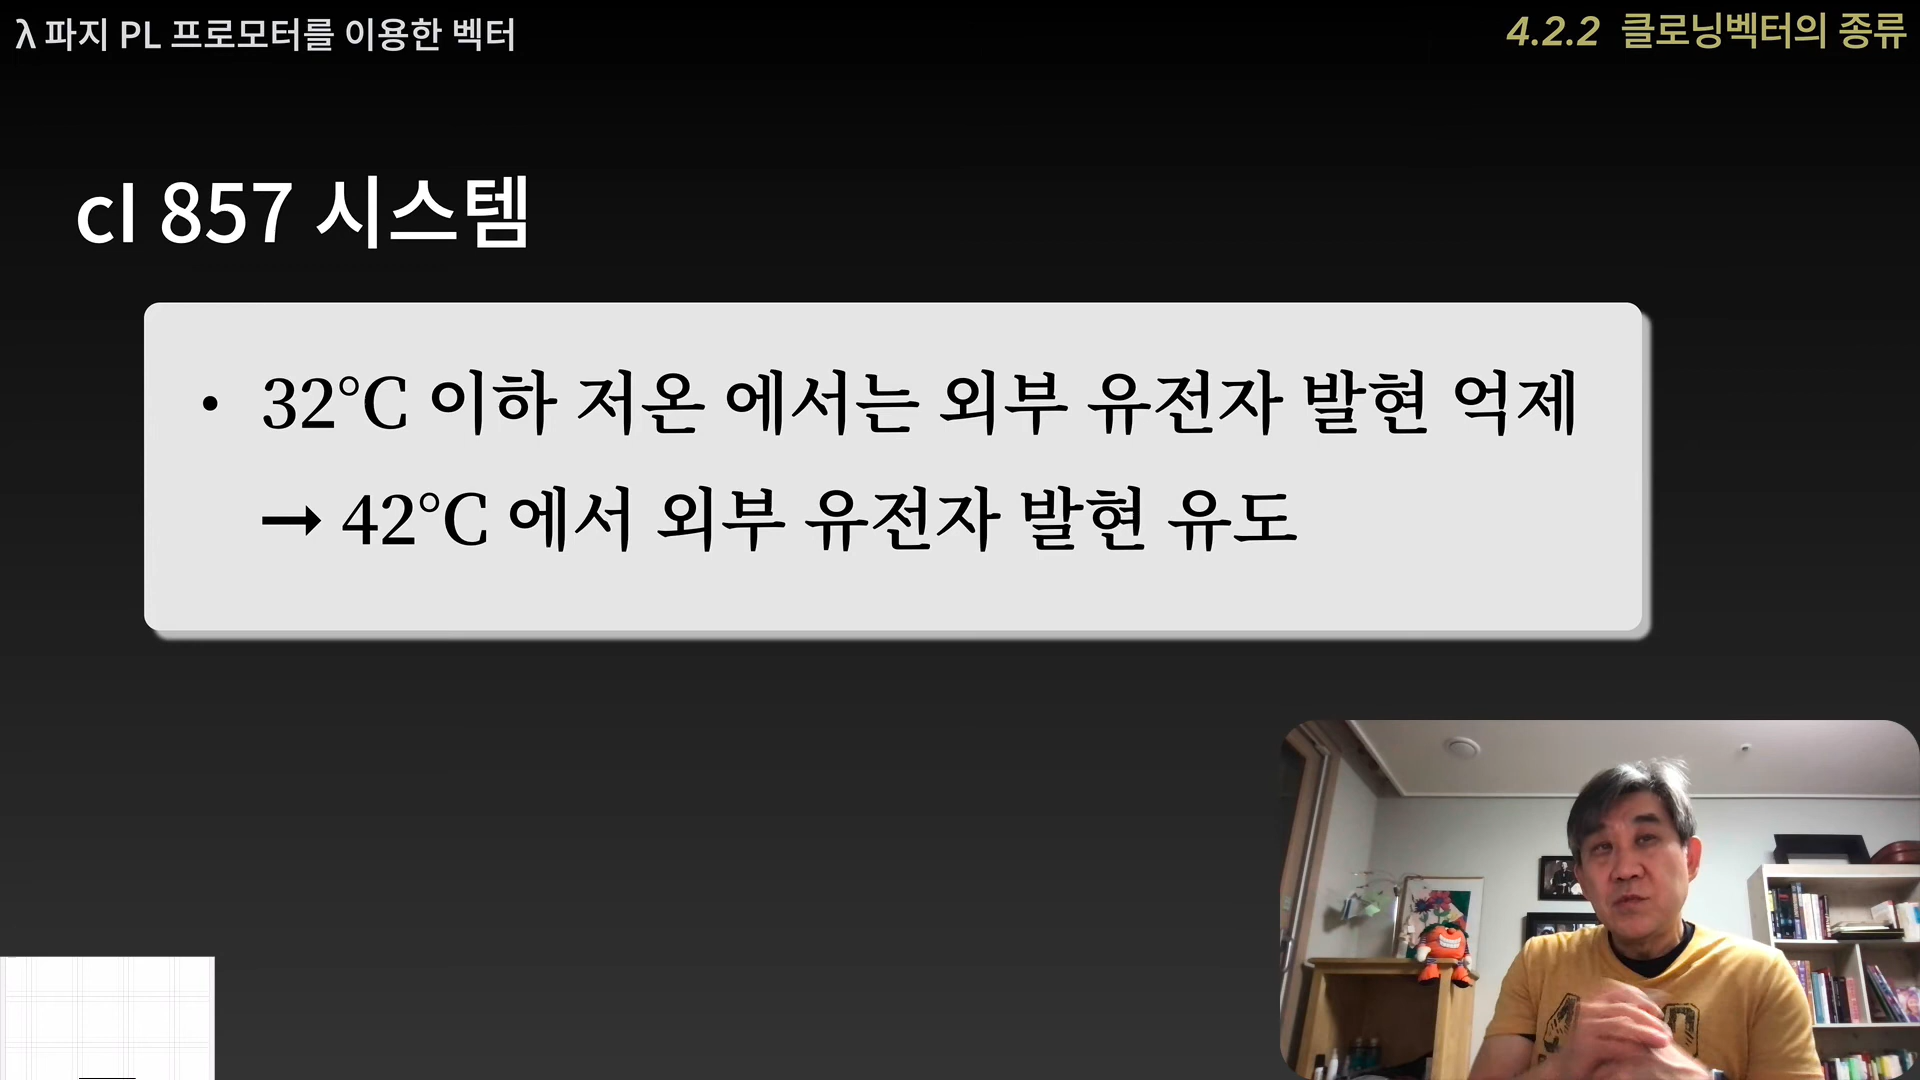 λ 파지 PL 프로모터를 이용한 벡터
4.2.2 클로닝벡터의 종류
cI 857 시스템
• 32°C 이하 저온 에서는 외부 유전자 발현 억제
→ 42°C 에서 외부 유전자 발현 유도